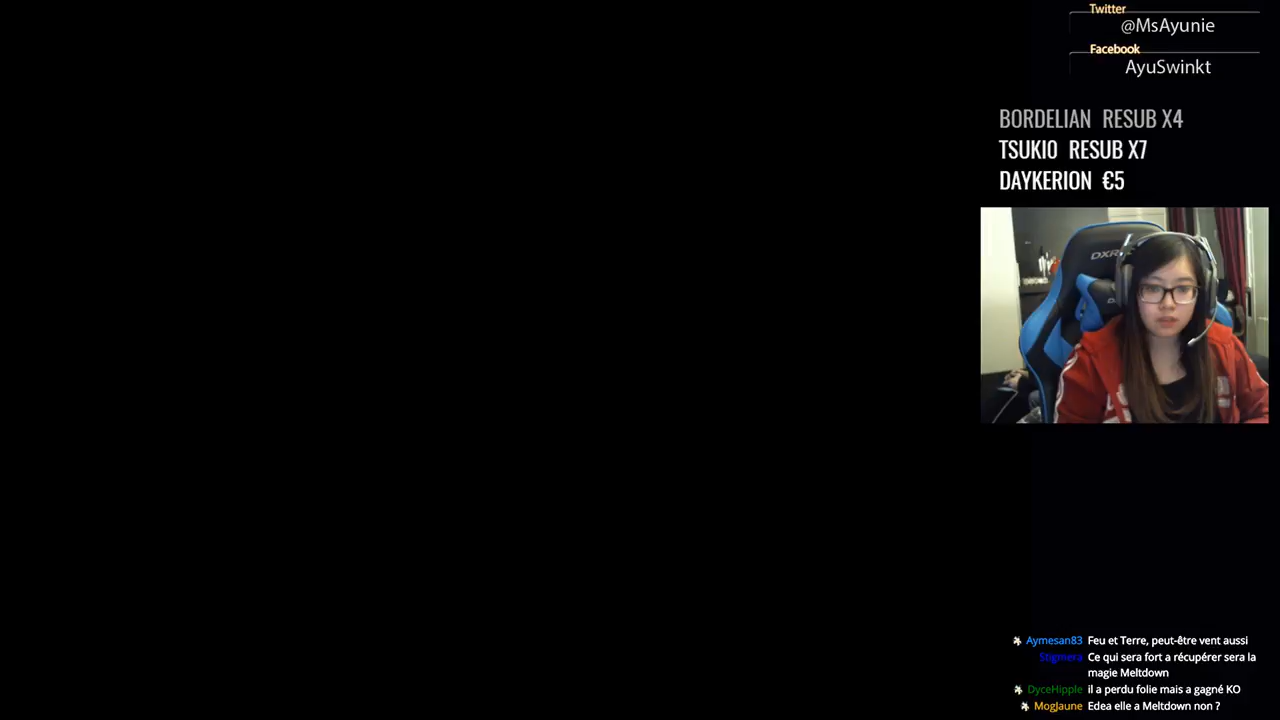 Twitter
@MsAyunie
Facebook
AyuSwinkt
BORDELIAN RESUB X4
TSUKIO RESUB X7
DAYKERION €5
DXR
Aymesan83 Feu et Terre, peut-être vent aussi
Stigmera Ce qui sera fort a récupérer sera la
magie Meltdown
DyceHipple il a perdu folie mais a gagné KO
MogJaune Edea elle a Meltdown non ?